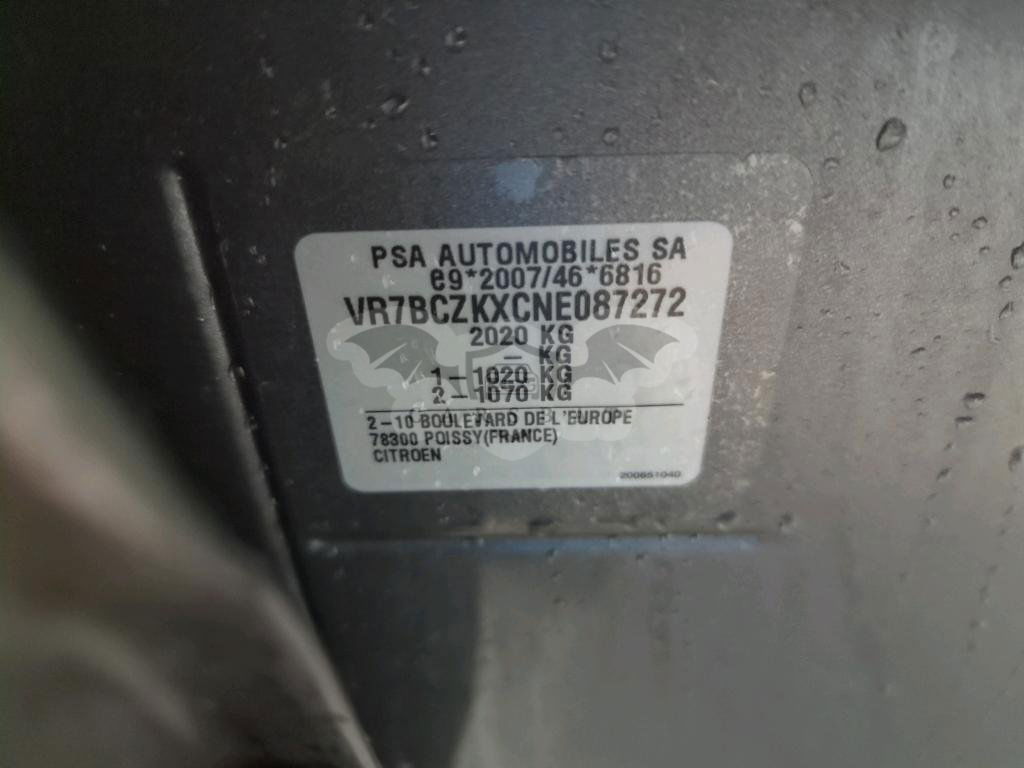 PSA AUTOMOBILES SA
e9*2007/46*6816
VR7BCZKXCNE087272
2020 KG
- KG
1-1020 KG
2-1070 KG
2-10 BOULEVARD DE L'EUROPE
78300 POISSY(FRANCE)
CITROEN
200651040